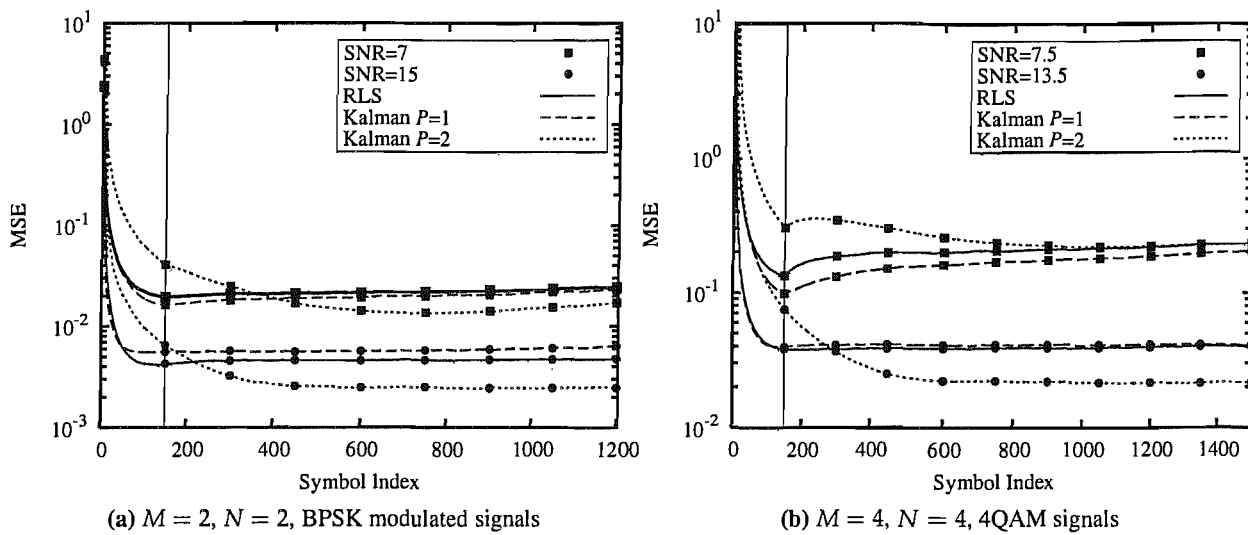 10^1
10^0
10^-1
10^-2
10^-3
MSE
SNR=7
SNR=15
RLS
Kalman P=1
Kalman P=2
0 200 400 600 800 1000 1200
Symbol Index
(a) M = 2, N = 2, BPSK modulated signals
10^1
10^0
10^-1
10^-2
MSE
SNR=7.5
SNR=13.5
RLS
Kalman P=1
Kalman P=2
0 200 400 600 800 1000 1200 1400
Symbol Index
(b) M = 4, N = 4, 4QAM signals